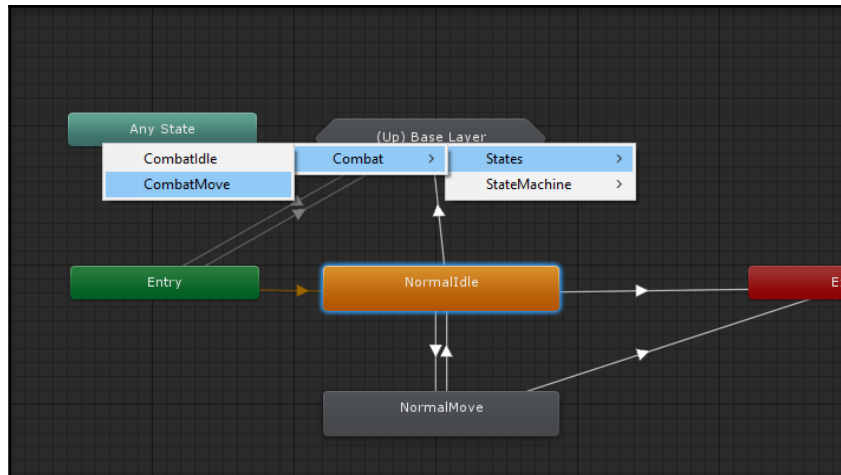 Any State
(Up) Base Layer
CombatIdle
Combat
States
CombatMove
StateMachine
Entry
NormalIdle
NormalMove